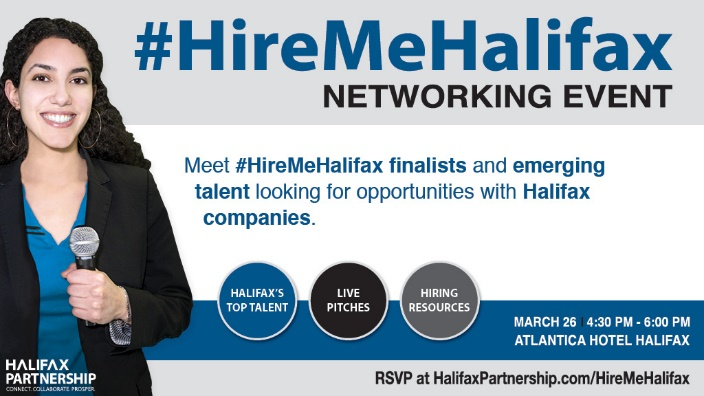 #HireMeHalifax
NETWORKING EVENT
Meet #HireMeHalifax finalists and emerging
talent looking for opportunities with Halifax
companies.
HALIFAX'S
TOP TALENT
LIVE
PITCHES
HIRING
RESOURCES
MARCH 26 | 4:30 PM - 6:00 PM
ATLANTICA HOTEL HALIFAX
HALIFAX
PARTNERSHIP
CONNECT. COLLABORATE. PROSPER.
RSVP at HalifaxPartnership.com/HireMeHalifax